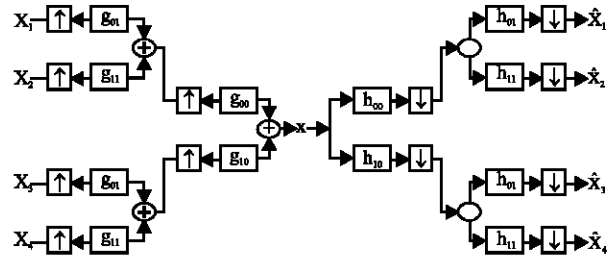 X₁ ↑ g₀₁ h₀₁ ↓ X̂₁
X₂ ↑ g₁₁ + h₁₁ ↓ X̂₂
↑ g₀₀ h₀₀ ↓
+ x
↑ g₁₀ h₁₀ ↓
X₃ ↑ g₀₁ h₀₁ ↓ X̂₃
+
X₄ ↑ g₁₁ h₁₁ ↓ X̂₄